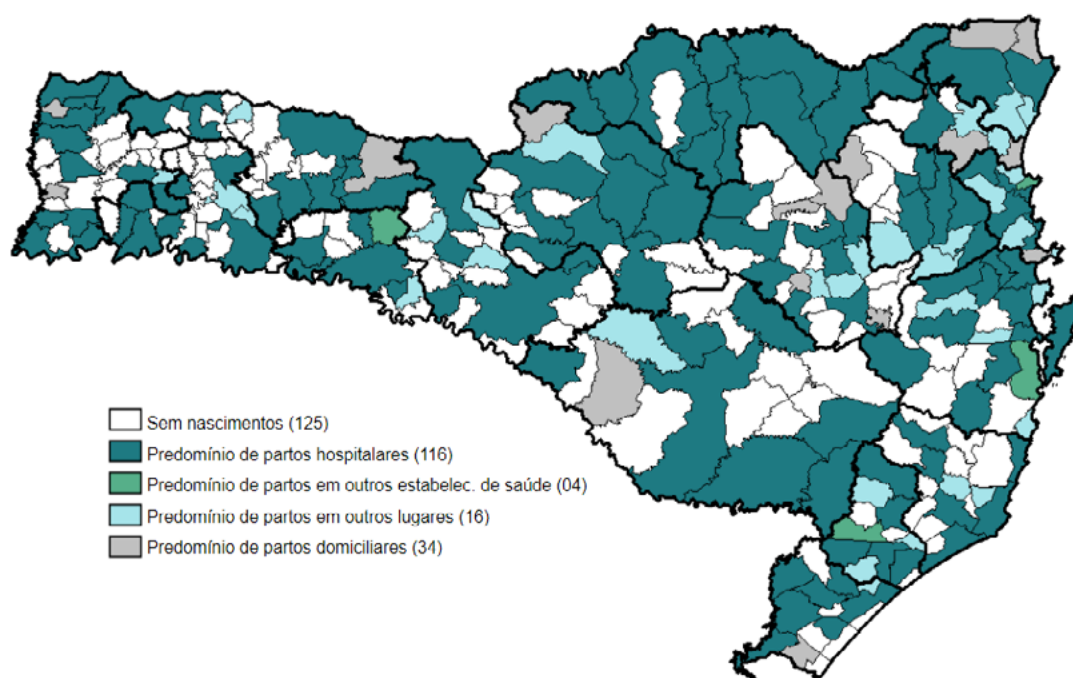 Sem nascimentos (125)
Predomínio de partos hospitalares (116)
Predomínio de partos em outros estabelec. de saúde (04)
Predomínio de partos em outros lugares (16)
Predomínio de partos domiciliares (34)